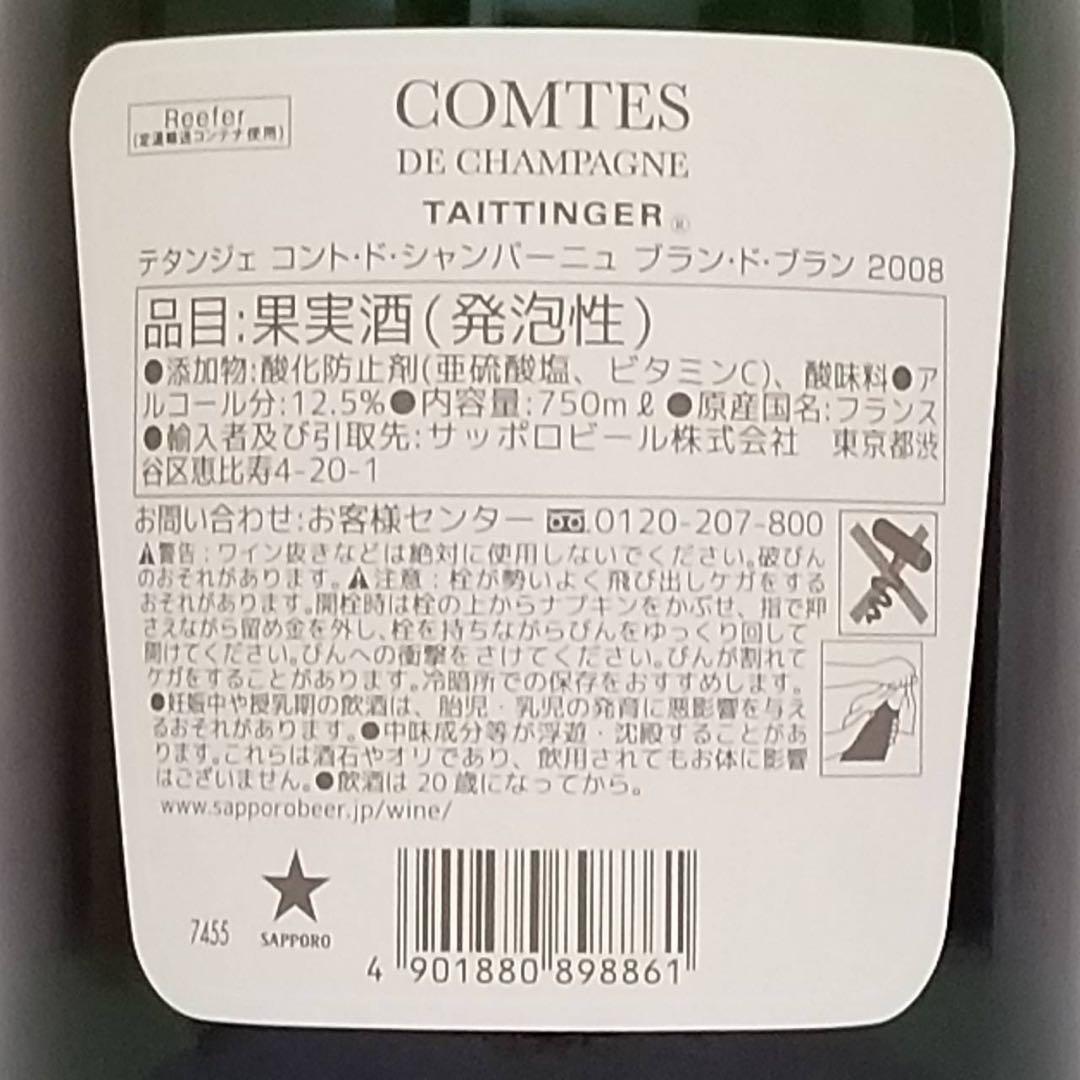 Reefer
(定温輸送コンテナ使用)
COMTES
DE CHAMPAGNE
TAITTINGER®
テタンジェ コント・ド・シャンパーニュ ブラン・ド・ブラン 2008
品目:果実酒(発泡性)
●添加物:酸化防止剤(亜硫酸塩、ビタミンC)、酸味料●ア
ルコール分:12.5%●内容量:750mℓ●原産国名:フランス
●輸入者及び引取先:サッポロビール株式会社 東京都渋
谷区恵比寿4-20-1
お問い合わせ:お客様センター 0120-207-800
⚠警告:ワイン抜きなどは絶対に使用しないでください。破びん
のおそれがあります。⚠注意:栓が勢いよく飛び出しケガをする
おそれがあります。開栓時は栓の上からナプキンをかぶせ、指で押
さえながら留め金を外し、栓を持ちながらびんをゆっくり回して
開けてください。びんへの衝撃をさけてください。びんが割れて
ケガをすることがあります。冷暗所での保存をおすすめします。
●妊娠中や授乳期の飲酒は、胎児・乳児の発育に悪影響を与え
るおそれがあります。●中味成分等が浮遊・沈殿することがあ
ります。これらは酒石やオリであり、飲用されてもお体に影響
はございません。●飲酒は20歳になってから。
www.sapporobeer.jp/wine/
7455
SAPPORO
4 901880 898861